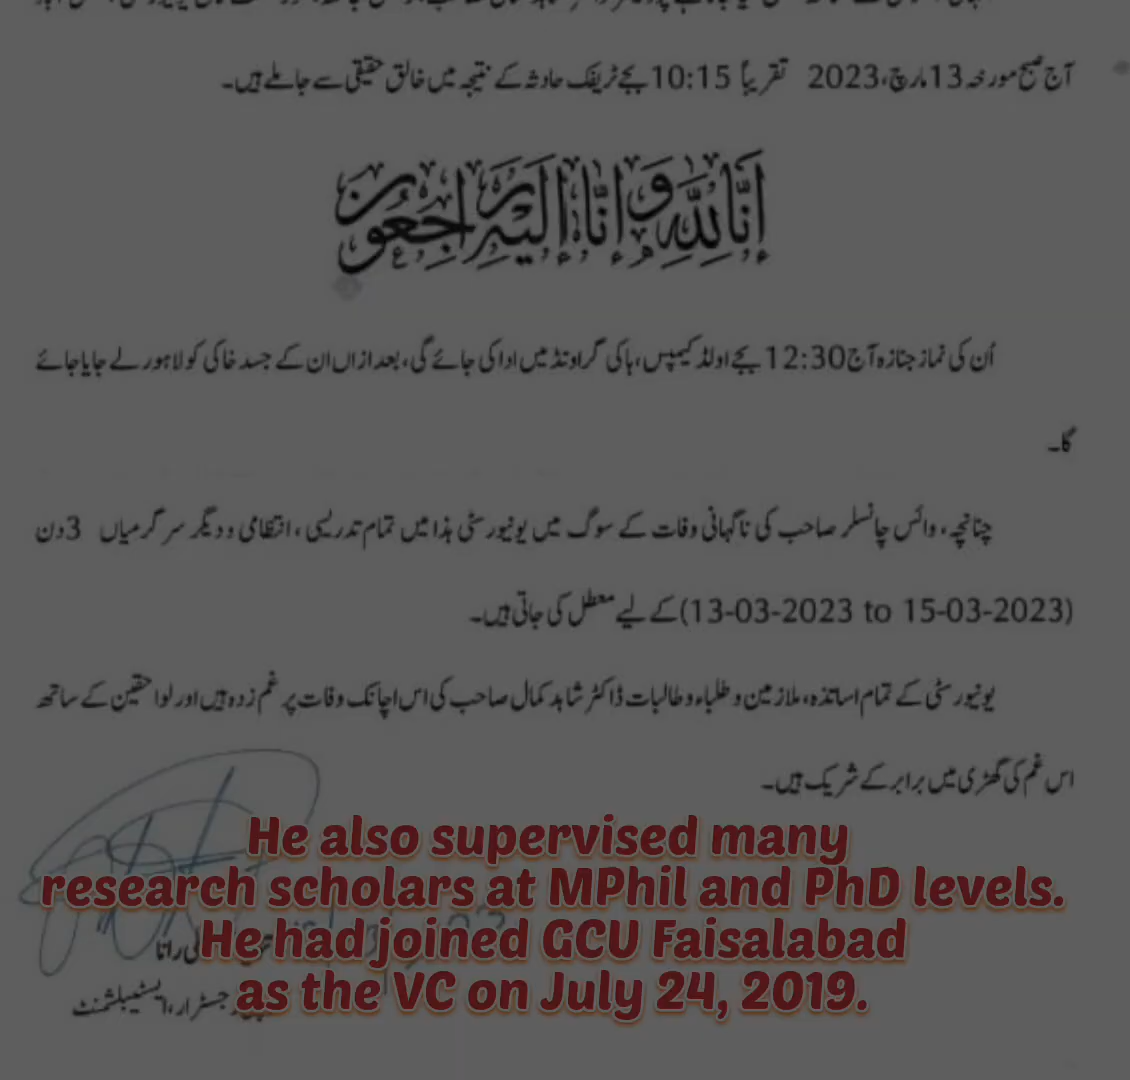 آج صبح مورخہ 13 مارچ، 2023 تقریباً 10:15 بجے ٹریفک حادثہ کے نتیجہ میں خالق حقیقی سے جا ملے ہیں۔
إِنَّا لِلَّٰهِ وَإِنَّا إِلَيْهِ رَاجِعُونَ
اُن کی نماز جنازہ آج 12:30 بجے اولڈ کیمپس، ہاکی گراونڈ میں ادا کی جائے گی، بعد ازاں ان کے جسد خاکی کو لاہور لے جایا جائے
گا۔
چنانچہ، وائس چانسلر صاحب کی ناگہانی وفات کے سوگ میں یونیورسٹی ہذا میں تمام تدریسی، انتظامی و دیگر سرگرمیاں 3 دن
(13-03-2023 to 15-03-2023) کے لیے معطل کی جاتی ہیں۔
یونیورسٹی کے تمام اساتذہ، ملازمین و طلباء و طالبات ڈاکٹر شاہد کمال صاحب کی اس اچانک وفات پر غم زدہ ہیں اور لواحقین کے ساتھ
اس غم کی گھڑی میں برابر کے شریک ہیں۔
He also supervised many
research scholars at MPhil and PhD levels.
He had joined GCU Faisalabad
as the VC on July 24, 2019.
رجسٹرار، اسٹیبلشمنٹ